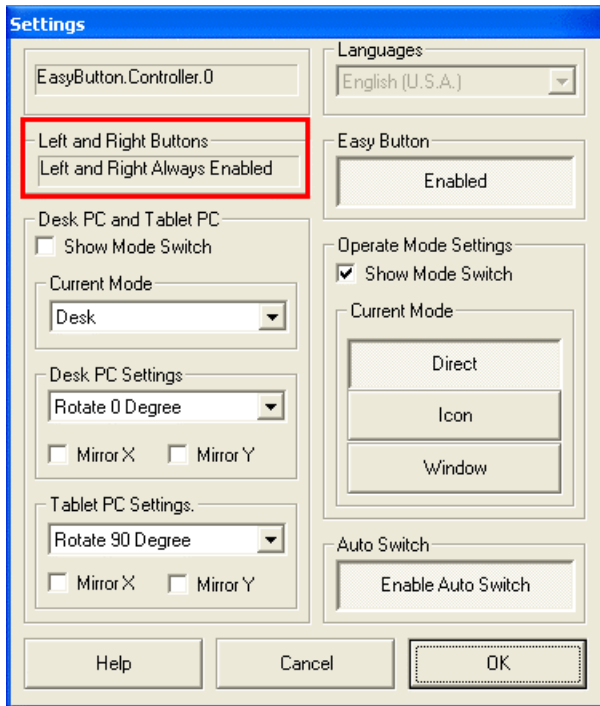 Settings
EasyButton.Controller.0
Languages
English (U.S.A.)
Left and Right Buttons
Left and Right Always Enabled
Easy Button
Enabled
Desk PC and Tablet PC
Show Mode Switch
Current Mode
Desk
Desk PC Settings
Rotate 0 Degree
Mirror X
Mirror Y
Tablet PC Settings.
Rotate 90 Degree
Mirror X
Mirror Y
Operate Mode Settings
Show Mode Switch
Current Mode
Direct
Icon
Window
Auto Switch
Enable Auto Switch
Help
Cancel
OK